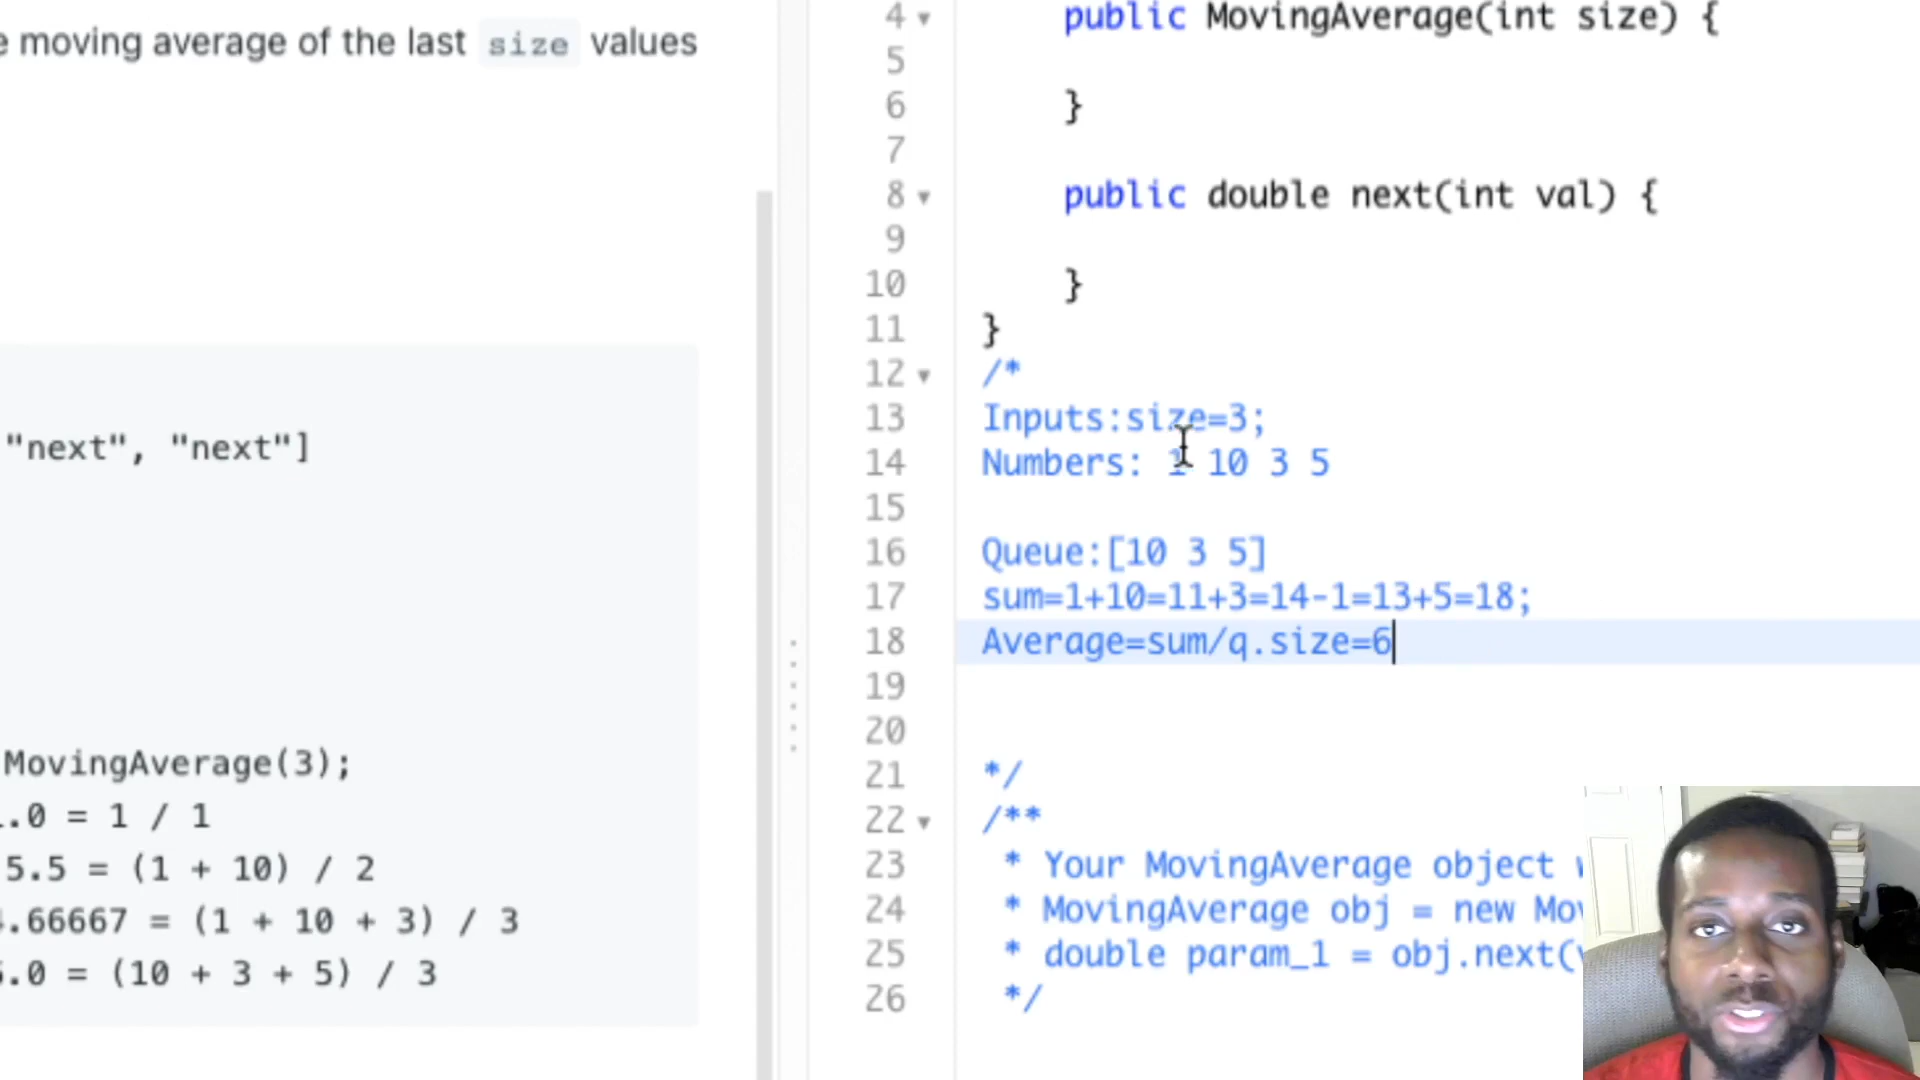 moving average of the last size values
"next", "next"]
MovingAverage(3);
.0 = 1 / 1
5.5 = (1 + 10) / 2
.66667 = (1 + 10 + 3) / 3
.0 = (10 + 3 + 5) / 3
4 public MovingAverage(int size) {
5
6 }
7
8 public double next(int val) {
9
10 }
11 }
12 /*
13 Inputs:size=3;
14 Numbers: 1 10 3 5
15
16 Queue:[10 3 5]
17 sum=1+10=11+3=14-1=13+5=18;
18 Average=sum/q.size=6
19
20
21 */
22 /**
23 * Your MovingAverage object
24 * MovingAverage obj = new Mov
25 * double param_1 = obj.next(
26 */